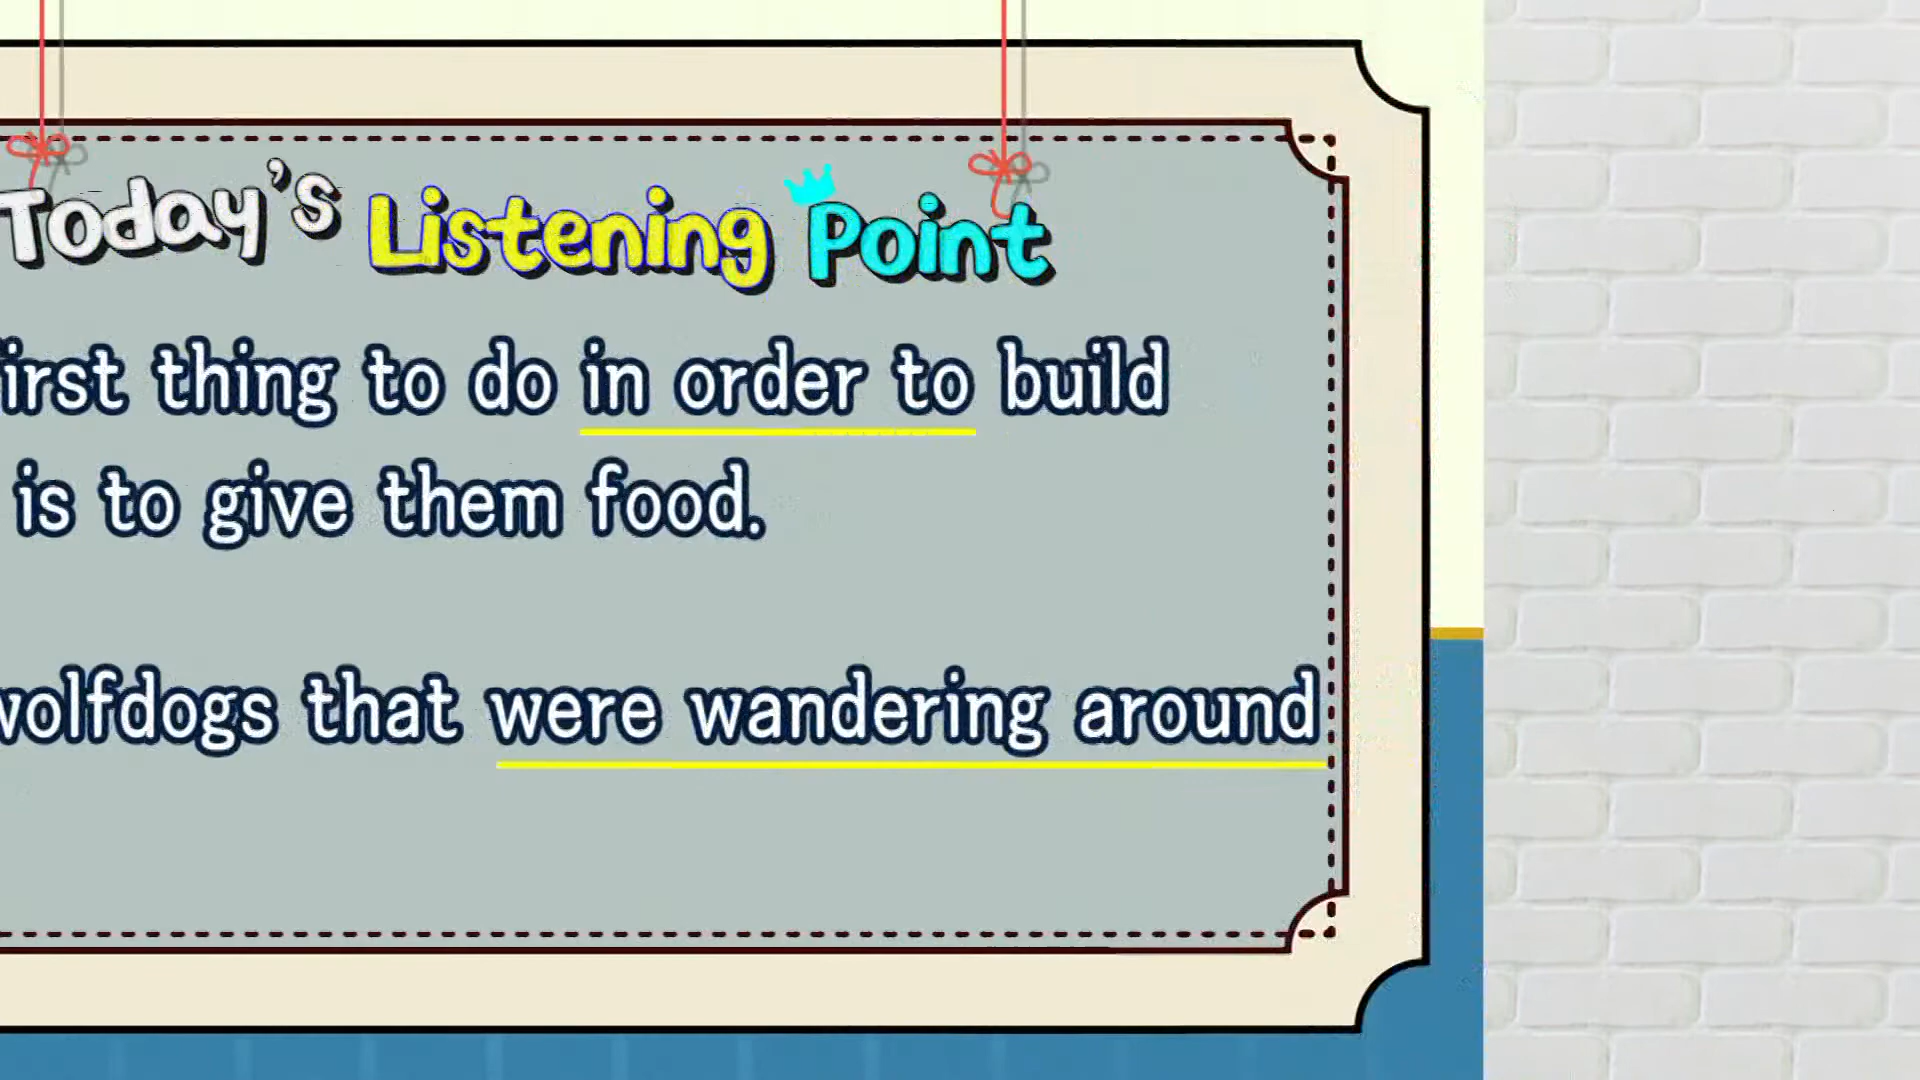 Today's Listening Point
irst thing to do in order to build
is to give them food.
wolfdogs that were wandering around